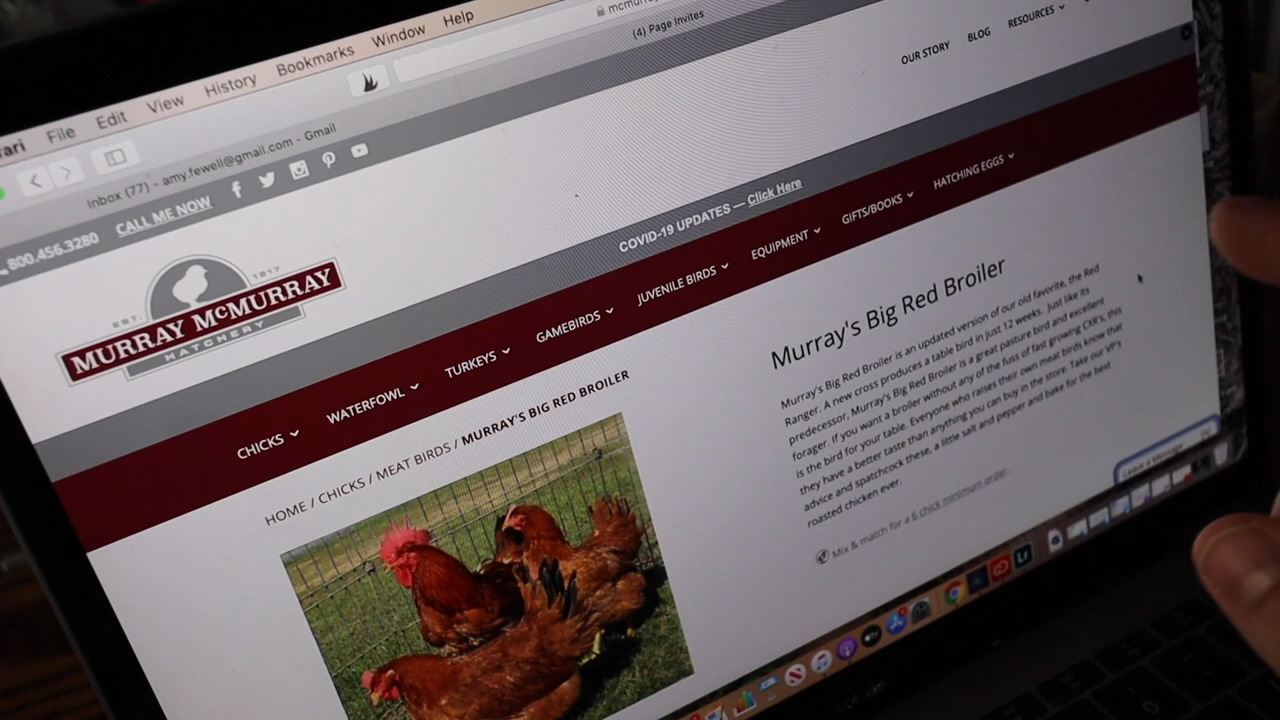 ari File Edit View History Bookmarks Window Help
(4) Page Invites
Inbox (77) - amy.fewell@gmail.com - Gmail
800.456.3280 CALL ME NOW
OUR STORY BLOG RESOURCES
EST. 1917
MURRAY McMURRAY
HATCHERY
COVID-19 UPDATES — Click Here
CHICKS WATERFOWL TURKEYS GAMEBIRDS JUVENILE BIRDS EQUIPMENT GIFTS/BOOKS HATCHING EGGS
HOME / CHICKS / MEAT BIRDS / MURRAY'S BIG RED BROILER
Murray's Big Red Broiler
Murray's Big Red Broiler is an updated version of our old favorite, the Red
Ranger. A new cross produces a table bird in just 12 weeks. Just like its
predecessor, Murray's Big Red Broiler is a great pasture bird and excellent
forager. If you want a broiler without any of the fuss of fast growing CXR's, this
is the bird for your table. Everyone who raises their own meat birds know that
they have a better taste than anything you can buy in the store. Take our VP's
advice and spatchcock these, a little salt and pepper and bake for the best
roasted chicken ever.
Mix & match for a 6 chick minimum order.
Leave a Message